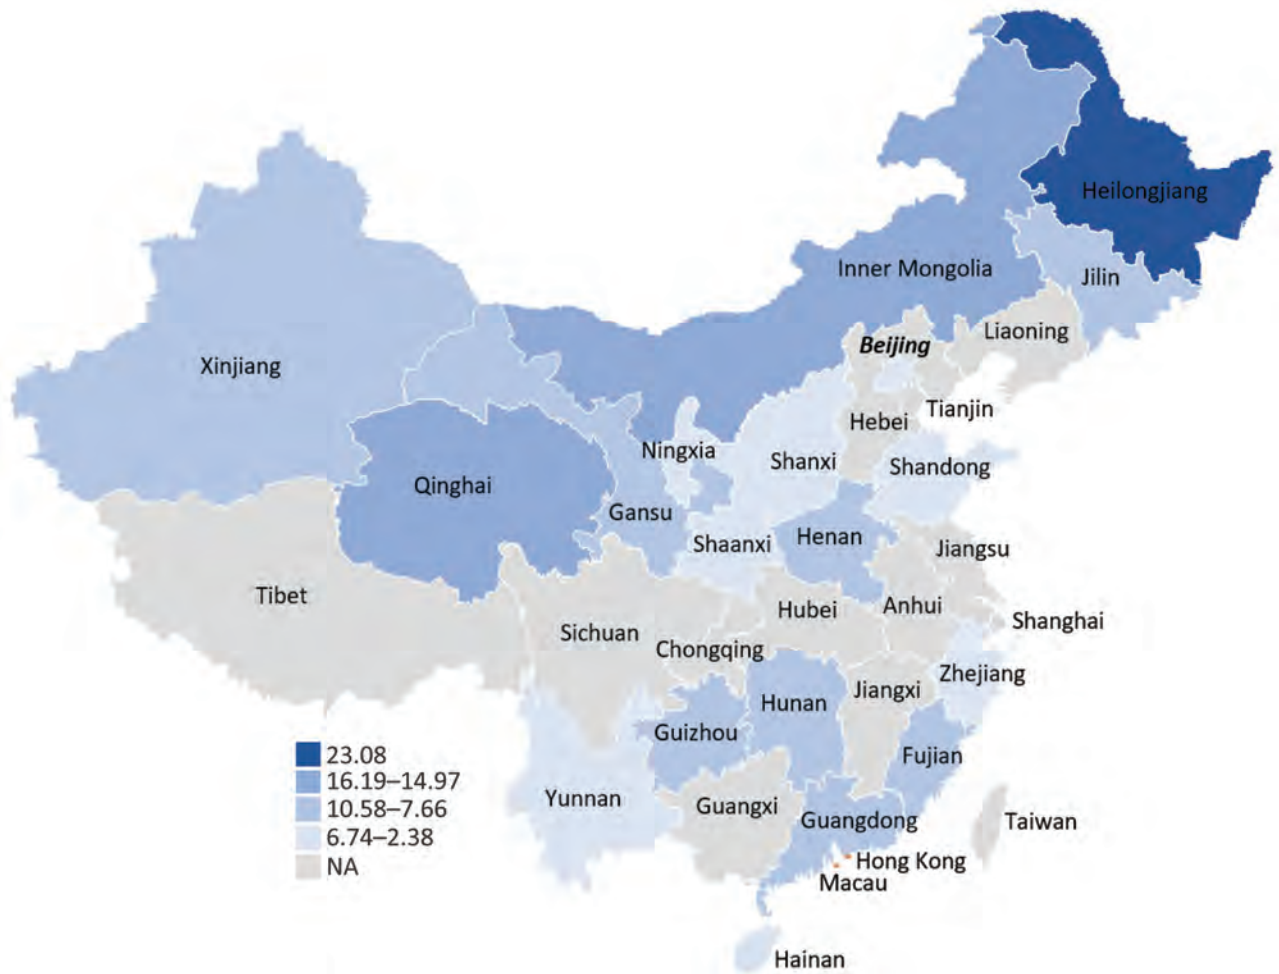 Heilongjiang
Inner Mongolia
Jilin
Liaoning
Beijing
Xinjiang
Tianjin
Hebei
Ningxia
Shanxi
Shandong
Qinghai
Gansu
Henan
Shaanxi
Jiangsu
Tibet
Hubei
Anhui
Shanghai
Sichuan
Chongqing
Zhejiang
Jiangxi
Hunan
Guizhou
Fujian
23.08
16.19–14.97
10.58–7.66
6.74–2.38
NA
Yunnan
Guangxi
Guangdong
Taiwan
Hong Kong
Macau
Hainan